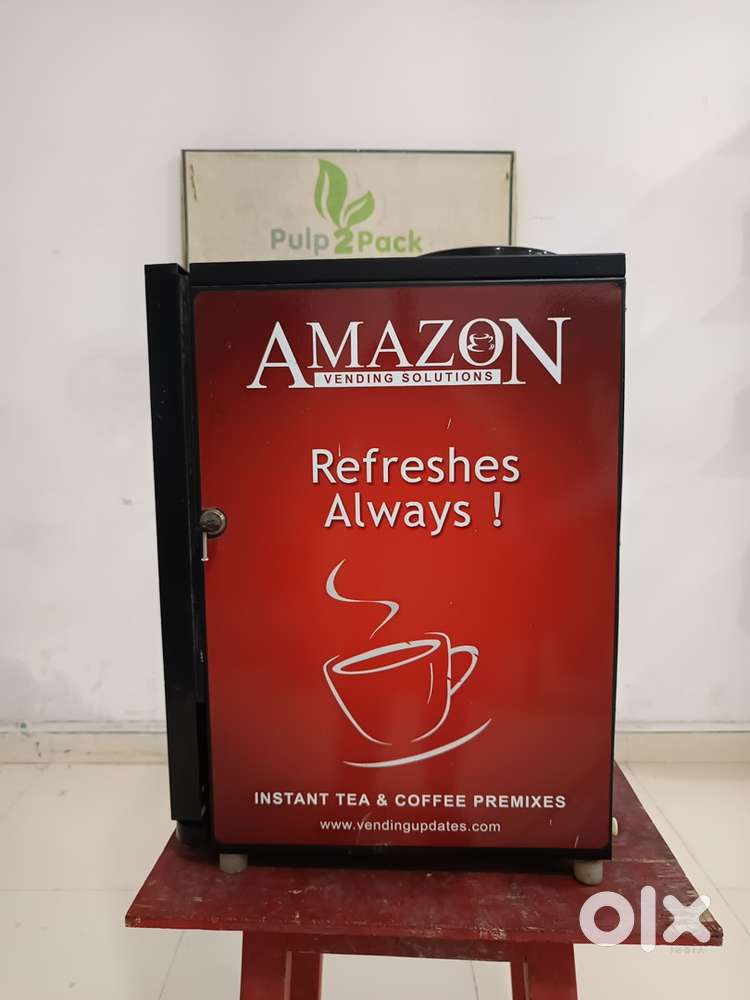 Pulp2Pack
AMAZON
VENDING SOLUTIONS
Refreshes
Always !
INSTANT TEA & COFFEE PREMIXES
www.vendingupdates.com
olx